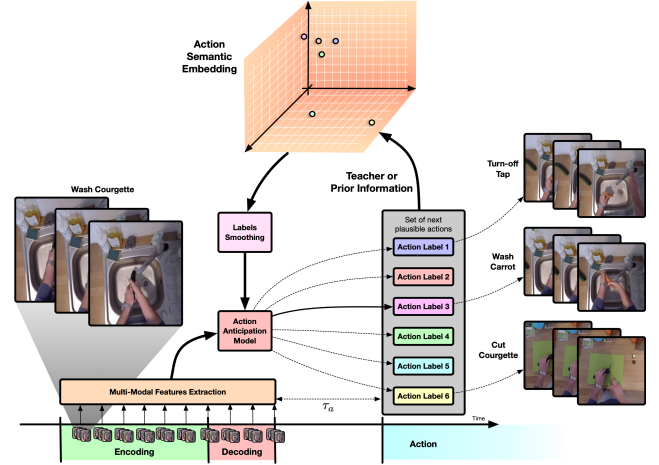 Action
Semantic
Embedding
Teacher or
Prior Information
Wash Courgette
Labels
Smoothing
Set of next
plausible actions
Action Label 1
Action Label 2
Action Label 3
Action Label 4
Action Label 5
Action Label 6
Turn-off
Tap
Wash
Carrot
Cut
Courgette
Action
Anticipation
Model
Multi-Modal Features Extraction
τa
Time
Encoding
Decoding
Action